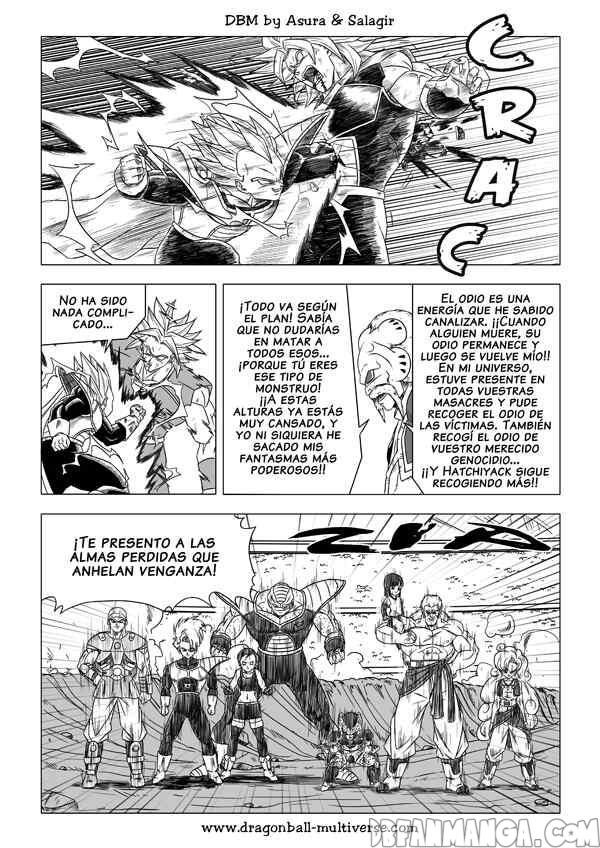 DBM by Asura & Salagir
CRAC
NO HA SIDO
NADA COMPLI-
CADO...
¡TODO VA SEGÚN
EL PLAN! SABÍA
QUE NO DUDARÍAS
EN MATAR A
TODOS ESOS...
¡PORQUE TÚ ERES
ESE TIPO DE
MONSTRUO!
¡¡A ESTAS
ALTURAS YA ESTÁS
MUY CANSADO, Y
YO NI SIQUIERA HE
SACADO MIS
FANTASMAS MÁS
PODEROSOS!!
EL ODIO ES UNA
ENERGÍA QUE HE SABIDO
CANALIZAR. ¡¡CUANDO
ALGUIEN MUERE, SU
ODIO PERMANECE Y
LUEGO SE VUELVE MÍO!!
EN MI UNIVERSO,
ESTUVE PRESENTE EN
TODAS VUESTRAS
MASACRES Y PUDE
RECOGER EL ODIO DE
LAS VÍCTIMAS. TAMBIÉN
RECOGÍ EL ODIO DE
VUESTRO MERECIDO
GENOCIDIO...
¡¡Y HATCHIYACK SIGUE
RECOGIENDO MÁS!!
¡TE PRESENTO A LAS
ALMAS PERDIDAS QUE
ANHELAN VENGANZA!
www.dragonball-multiverse.com
DBFANMANGA.COM